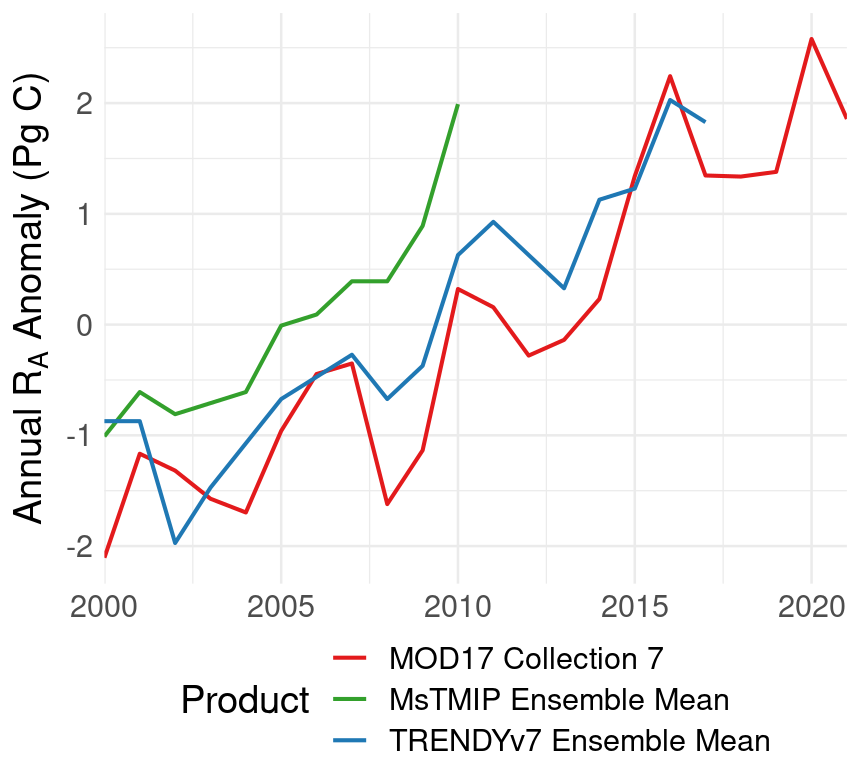 Annual RA Anomaly (Pg C)
2
1
0
-1
-2
2000 2005 2010 2015 2020
Product
MOD17 Collection 7
MsTMIP Ensemble Mean
TRENDYv7 Ensemble Mean